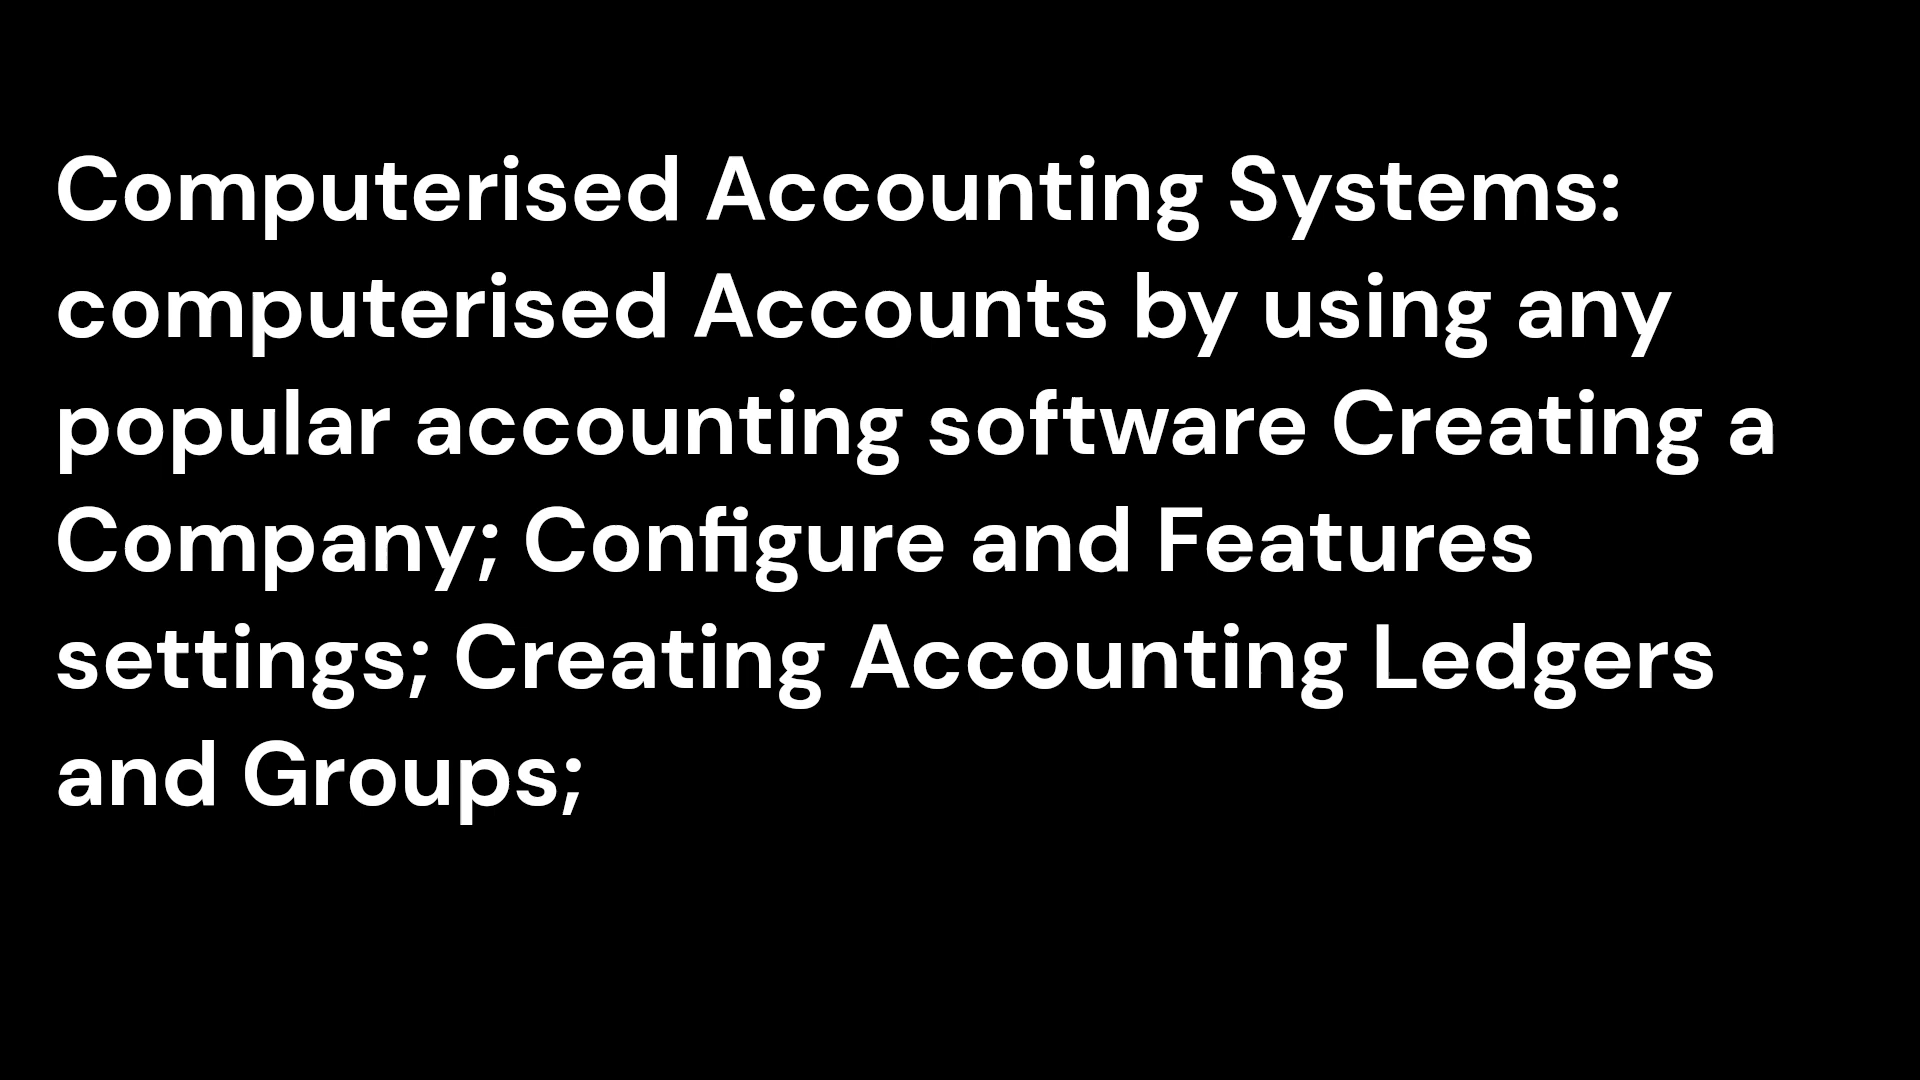 Computerised Accounting Systems:
computerised Accounts by using any
popular accounting software Creating a
Company; Configure and Features
settings; Creating Accounting Ledgers
and Groups;